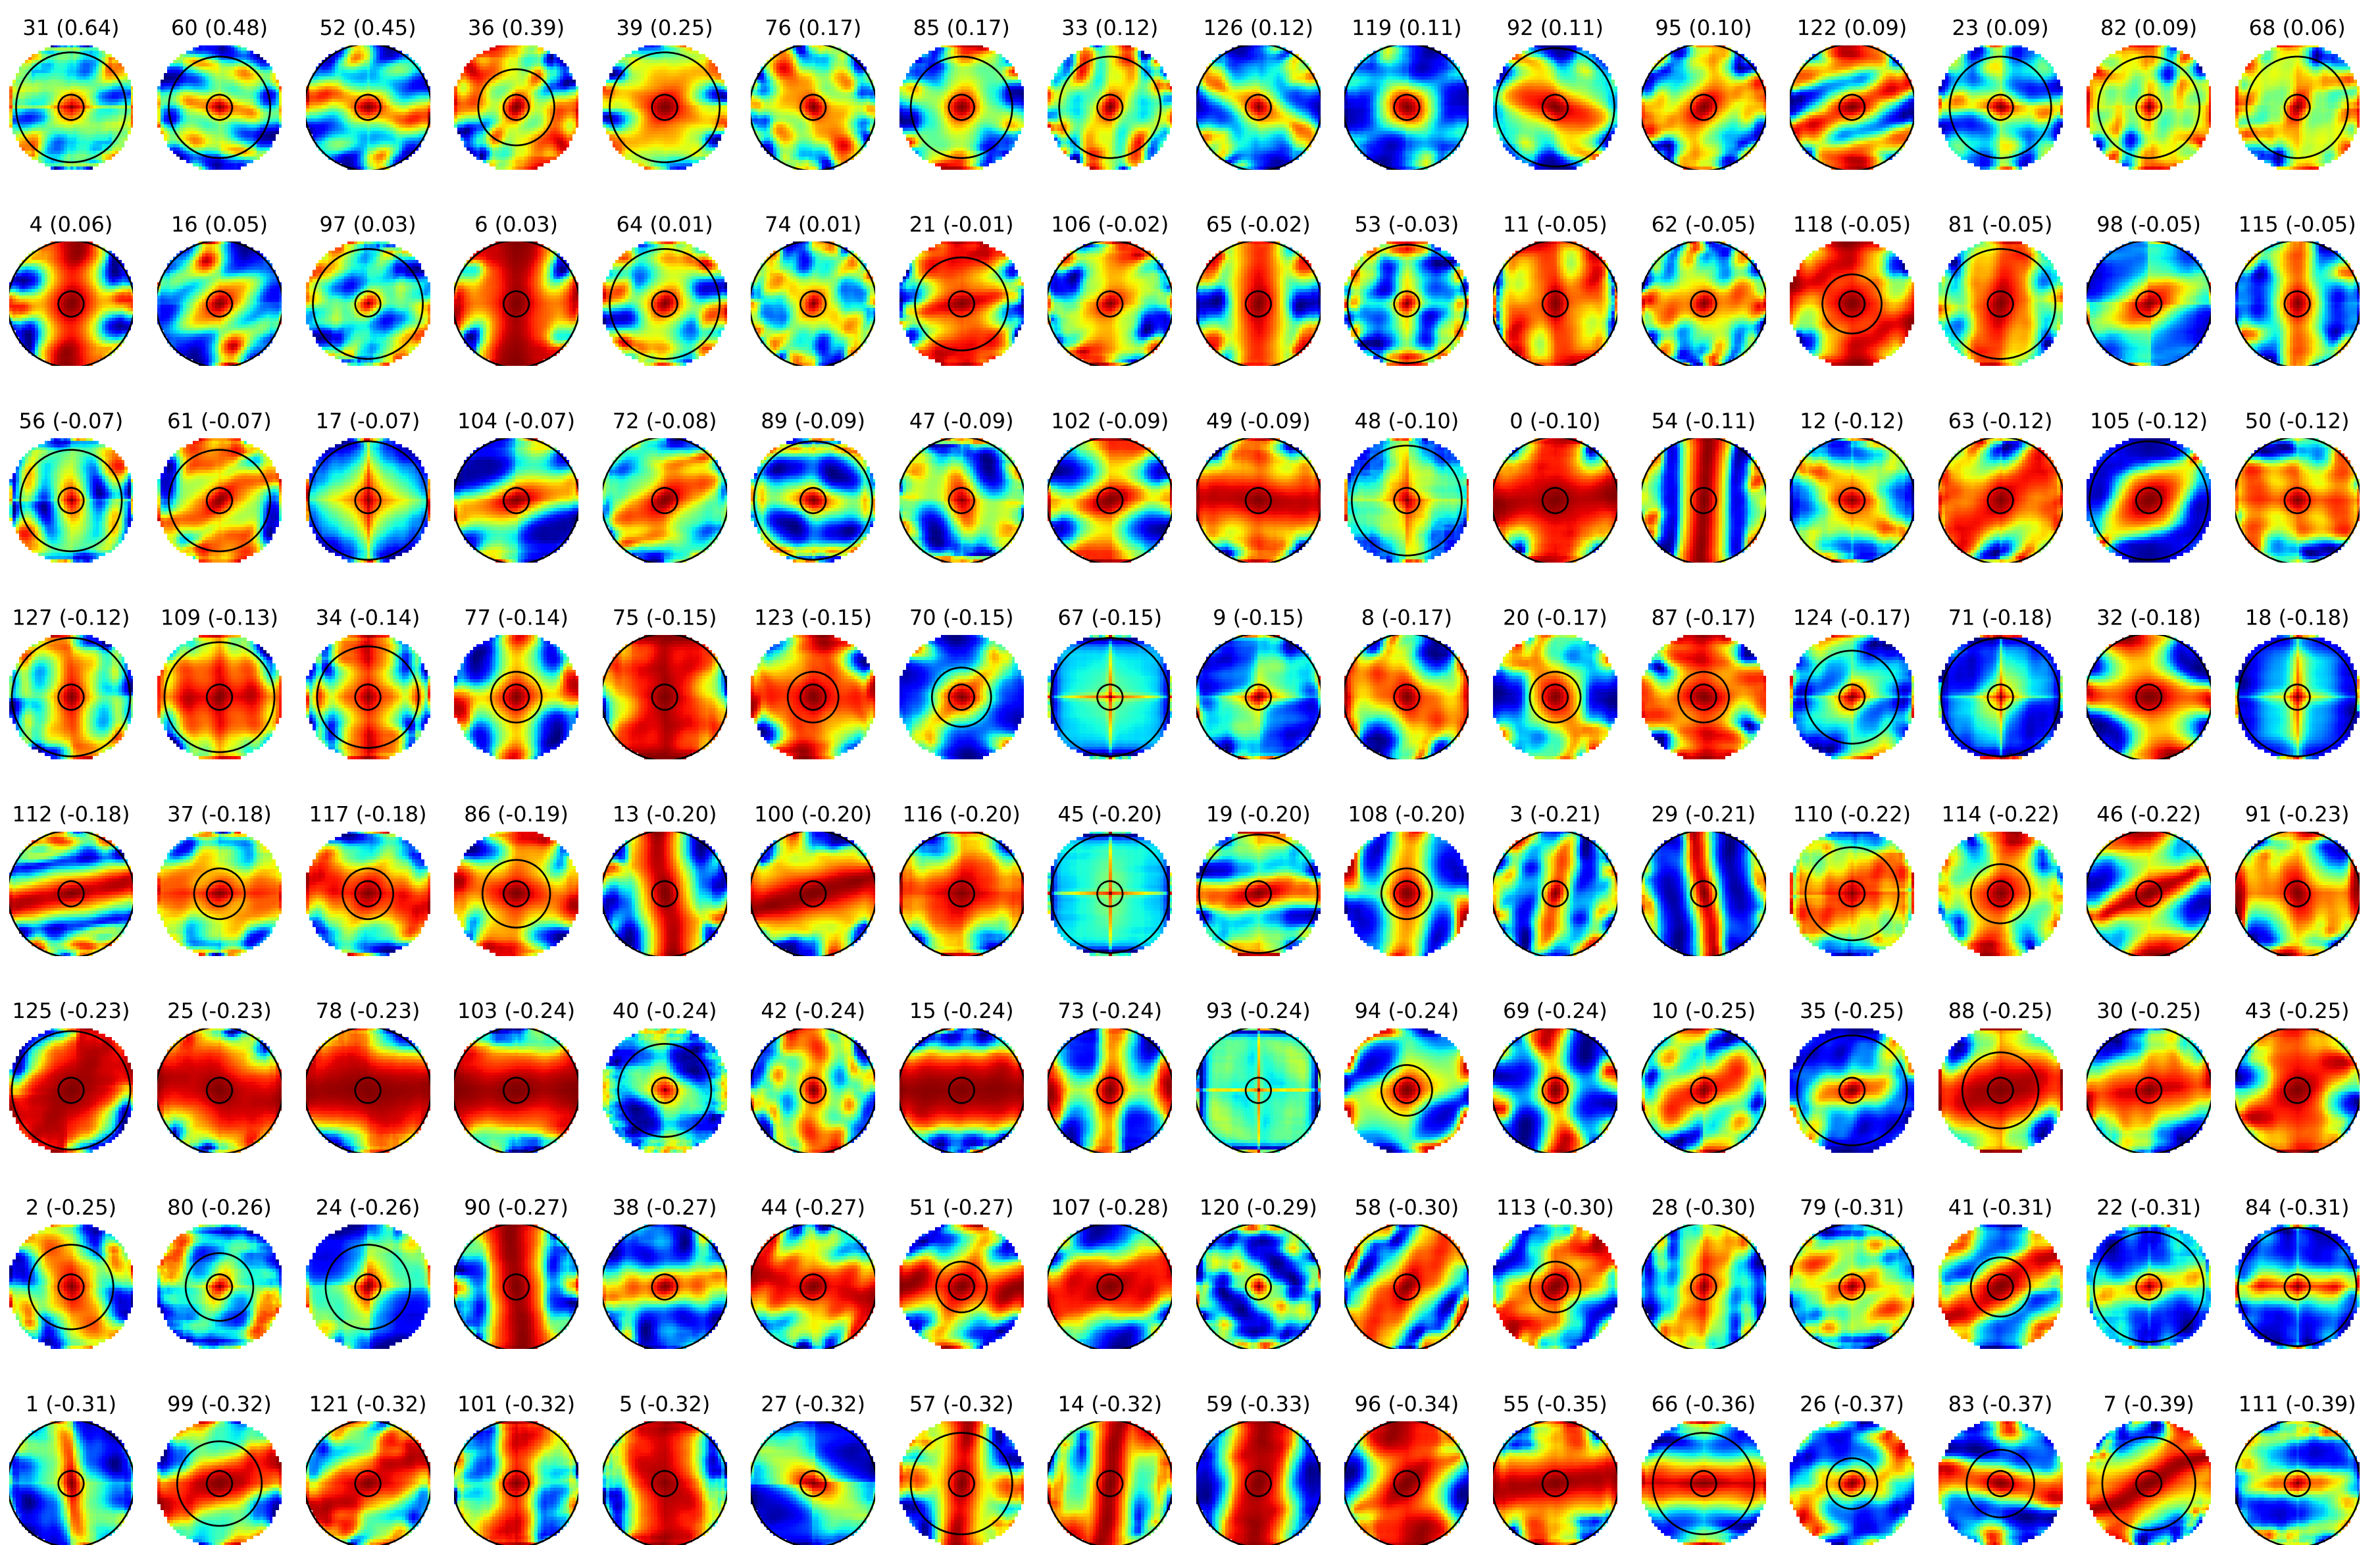 31 (0.64) 60 (0.48) 52 (0.45) 36 (0.39) 39 (0.25) 76 (0.17) 85 (0.17) 33 (0.12) 126 (0.12) 119 (0.11) 92 (0.11) 95 (0.10) 122 (0.09) 23 (0.09) 82 (0.09) 68 (0.06)
4 (0.06) 16 (0.05) 97 (0.03) 6 (0.03) 64 (0.01) 74 (0.01) 21 (-0.01) 106 (-0.02) 65 (-0.02) 53 (-0.03) 11 (-0.05) 62 (-0.05) 118 (-0.05) 81 (-0.05) 98 (-0.05) 115 (-0.05)
56 (-0.07) 61 (-0.07) 17 (-0.07) 104 (-0.07) 72 (-0.08) 89 (-0.09) 47 (-0.09) 102 (-0.09) 49 (-0.09) 48 (-0.10) 0 (-0.10) 54 (-0.11) 12 (-0.12) 63 (-0.12) 105 (-0.12) 50 (-0.12)
127 (-0.12) 109 (-0.13) 34 (-0.14) 77 (-0.14) 75 (-0.15) 123 (-0.15) 70 (-0.15) 67 (-0.15) 9 (-0.15) 8 (-0.17) 20 (-0.17) 87 (-0.17) 124 (-0.17) 71 (-0.18) 32 (-0.18) 18 (-0.18)
112 (-0.18) 37 (-0.18) 117 (-0.18) 86 (-0.19) 13 (-0.20) 100 (-0.20) 116 (-0.20) 45 (-0.20) 19 (-0.20) 108 (-0.20) 3 (-0.21) 29 (-0.21) 110 (-0.22) 114 (-0.22) 46 (-0.22) 91 (-0.23)
125 (-0.23) 25 (-0.23) 78 (-0.23) 103 (-0.24) 40 (-0.24) 42 (-0.24) 15 (-0.24) 73 (-0.24) 93 (-0.24) 94 (-0.24) 69 (-0.24) 10 (-0.25) 35 (-0.25) 88 (-0.25) 30 (-0.25) 43 (-0.25)
2 (-0.25) 80 (-0.26) 24 (-0.26) 90 (-0.27) 38 (-0.27) 44 (-0.27) 51 (-0.27) 107 (-0.28) 120 (-0.29) 58 (-0.30) 113 (-0.30) 28 (-0.30) 79 (-0.31) 41 (-0.31) 22 (-0.31) 84 (-0.31)
1 (-0.31) 99 (-0.32) 121 (-0.32) 101 (-0.32) 5 (-0.32) 27 (-0.32) 57 (-0.32) 14 (-0.32) 59 (-0.33) 96 (-0.34) 55 (-0.35) 66 (-0.36) 26 (-0.37) 83 (-0.37) 7 (-0.39) 111 (-0.39)